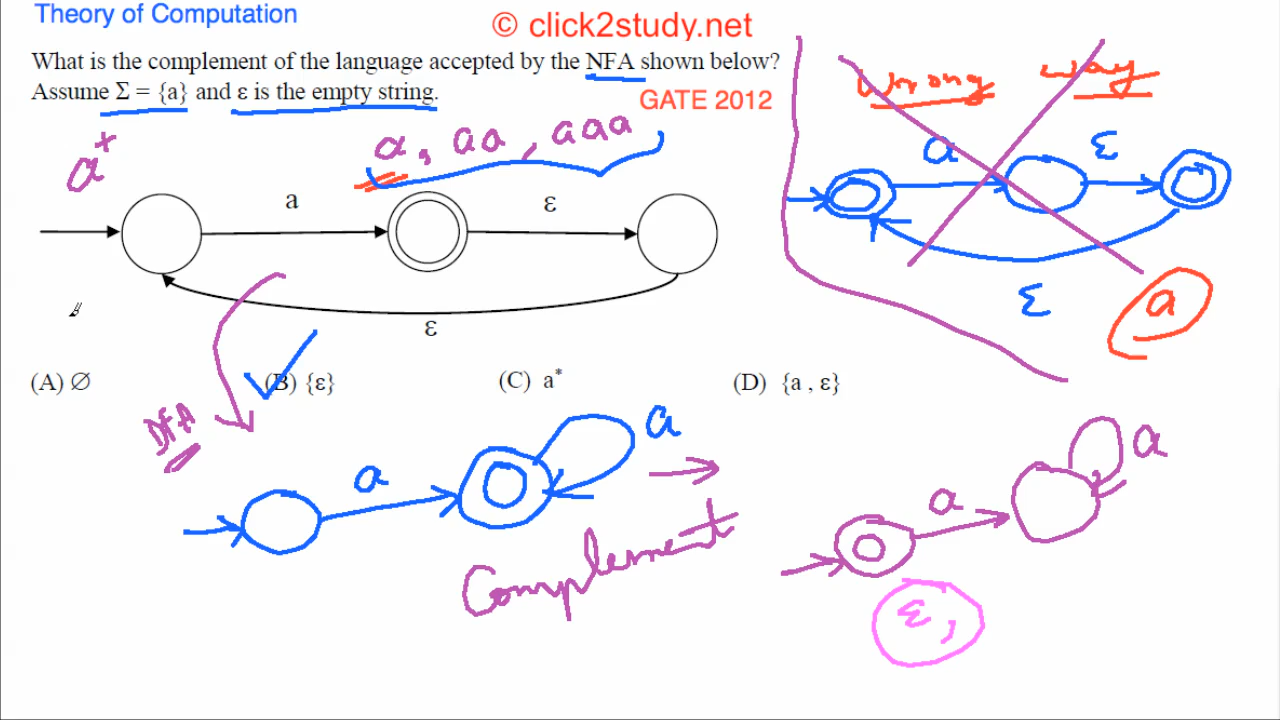 Theory of Computation
© click2study.net
What is the complement of the language accepted by the NFA shown below?
Assume Σ = {a} and ε is the empty string.
GATE 2012
wrong way
a⁺
a, aa, aaa
a
ε
ε
a
ε
ε
a
(A) ∅
(B) {ε}
(C) a*
(D) {a , ε}
DFA
a
a
Complement
a
a
ε,